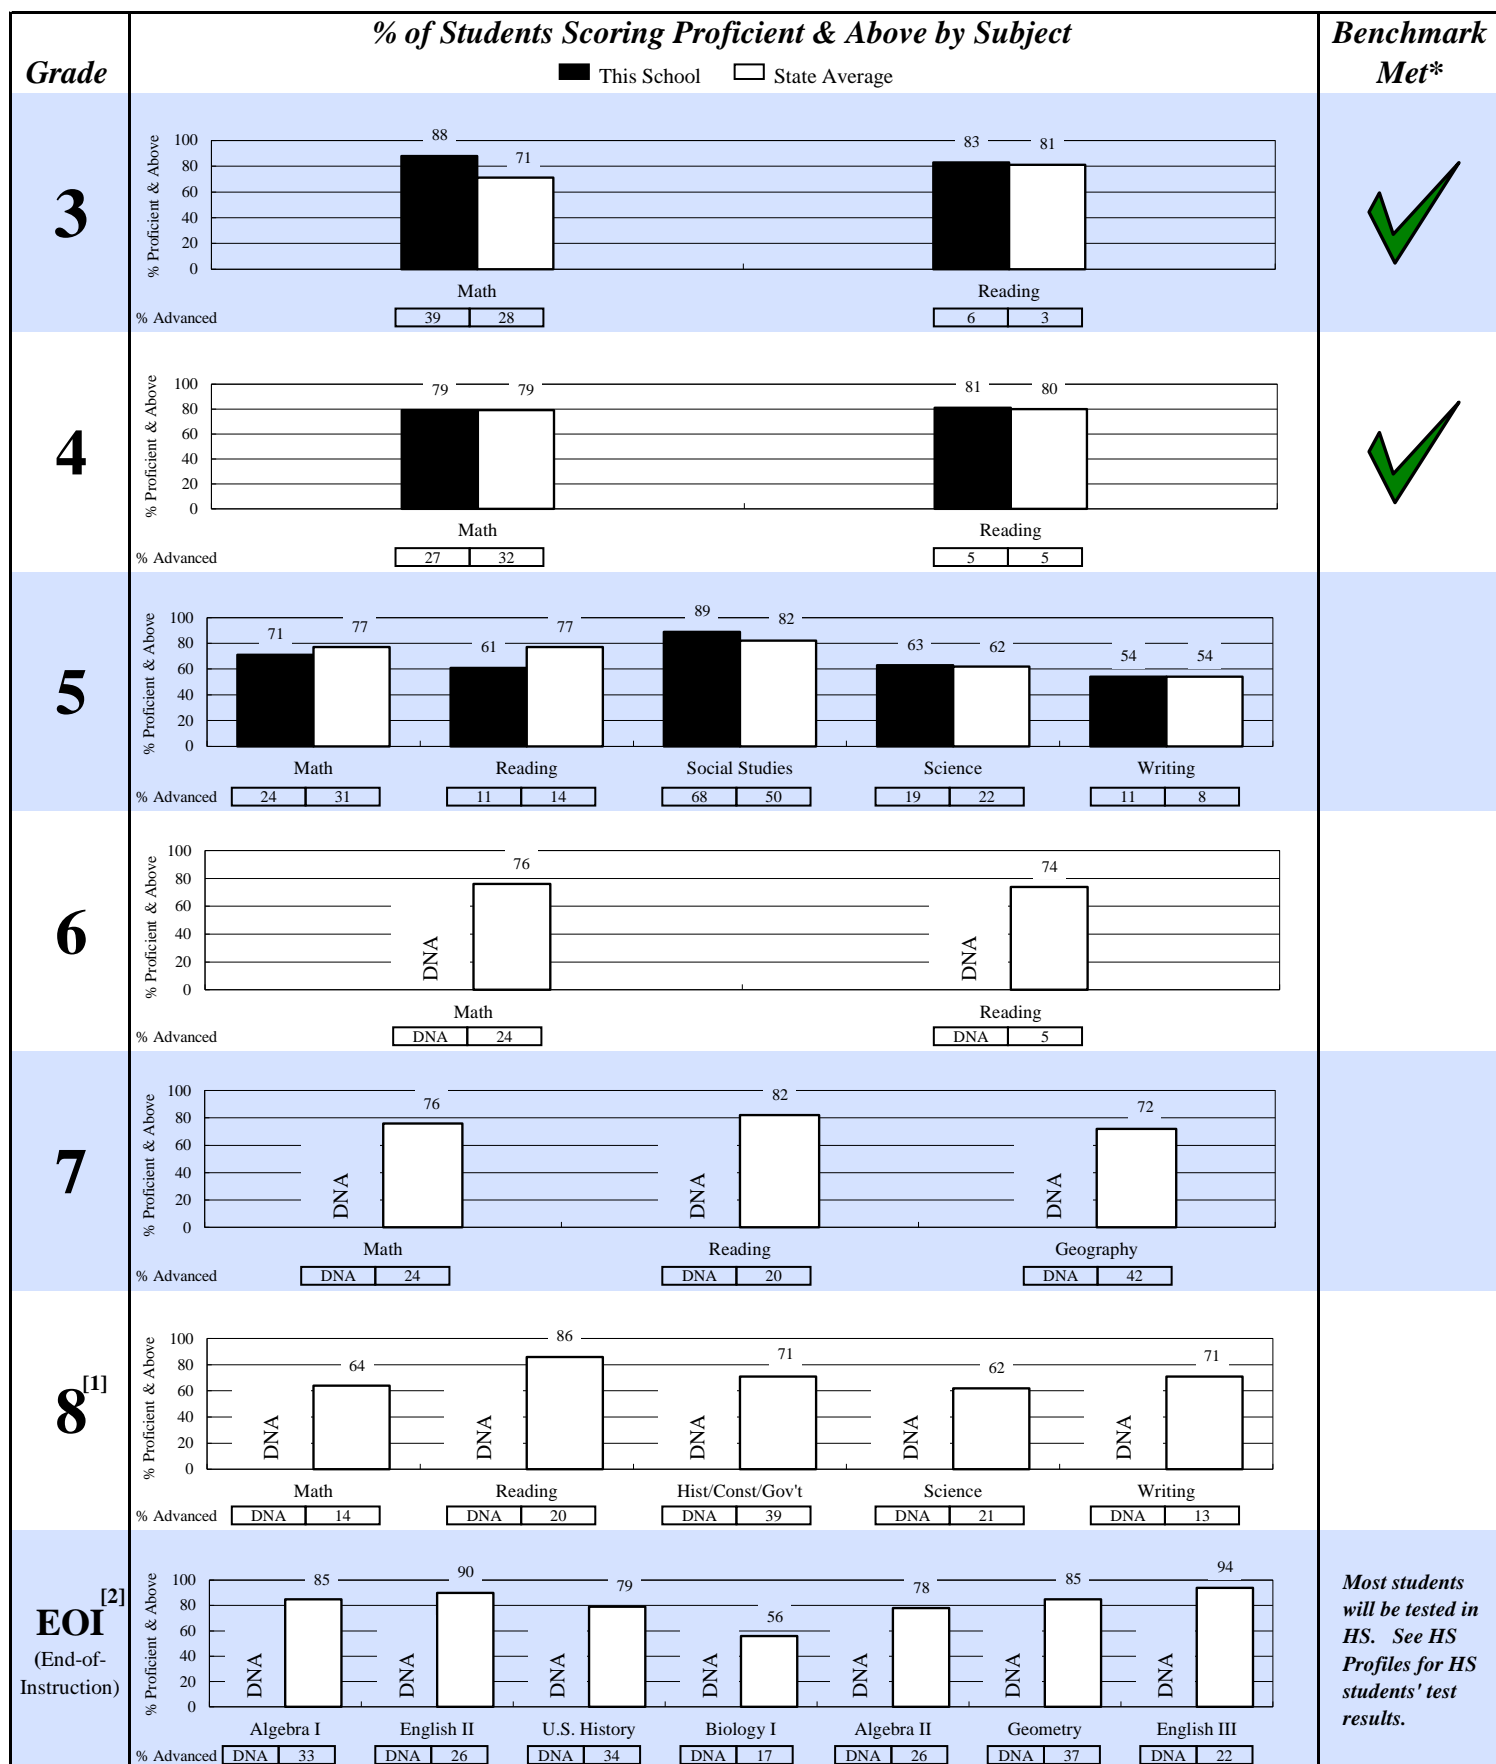 % of Students Scoring Proficient & Above by Subject
Benchmark
Met*
Grade
This School State Average
3
% Proficient & Above
100
80
60
40
20
0
88 71 83 81
Math Reading
% Advanced 39 28 6 3
4
% Proficient & Above
100
80
60
40
20
0
79 79 81 80
Math Reading
% Advanced 27 32 5 5
5
% Proficient & Above
100
80
60
40
20
0
71 77 61 77 89 82 63 62 54 54
Math Reading Social Studies Science Writing
% Advanced 24 31 11 14 68 50 19 22 11 8
6
% Proficient & Above
100
80
60
40
20
0
DNA 76 DNA 74
Math Reading
% Advanced DNA 24 DNA 5
7
% Proficient & Above
100
80
60
40
20
0
DNA 76 DNA 82 DNA 72
Math Reading Geography
% Advanced DNA 24 DNA 20 DNA 42
8[1]
% Proficient & Above
100
80
60
40
20
0
DNA 64 DNA 86 DNA 71 DNA 62 DNA 71
Math Reading Hist/Const/Gov't Science Writing
% Advanced DNA 14 DNA 20 DNA 39 DNA 21 DNA 13
EOI[2]
(End-of-
Instruction)
% Proficient & Above
100
80
60
40
20
0
DNA 85 DNA 90 DNA 79 DNA 56 DNA 78 DNA 85 DNA 94
Algebra I English II U.S. History Biology I Algebra II Geometry English III
% Advanced DNA 33 DNA 26 DNA 34 DNA 17 DNA 26 DNA 37 DNA 22
Most students
will be tested in
HS. See HS
Profiles for HS
students' test
results.